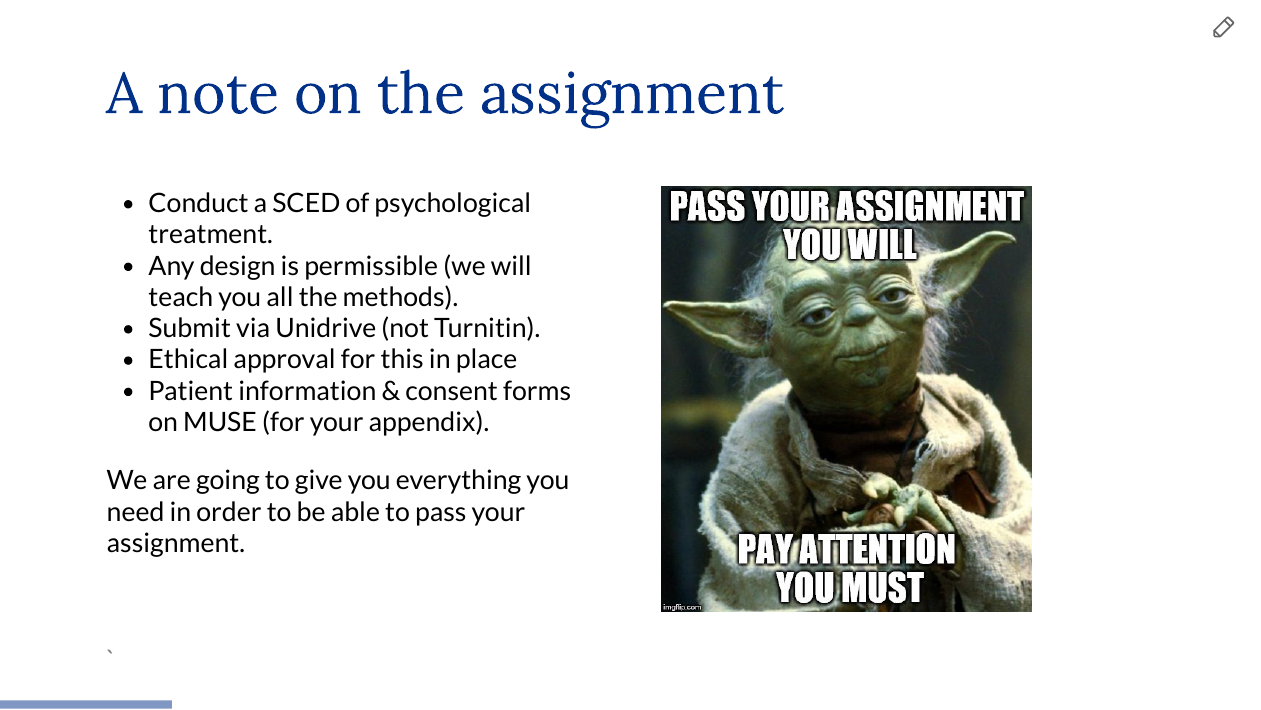 A note on the assignment
• Conduct a SCED of psychological
treatment.
• Any design is permissible (we will
teach you all the methods).
• Submit via Unidrive (not Turnitin).
• Ethical approval for this in place
• Patient information & consent forms
on MUSE (for your appendix).
We are going to give you everything you
need in order to be able to pass your
assignment.
`
PASS YOUR ASSIGNMENT
YOU WILL
PAY ATTENTION
YOU MUST
imgflip.com